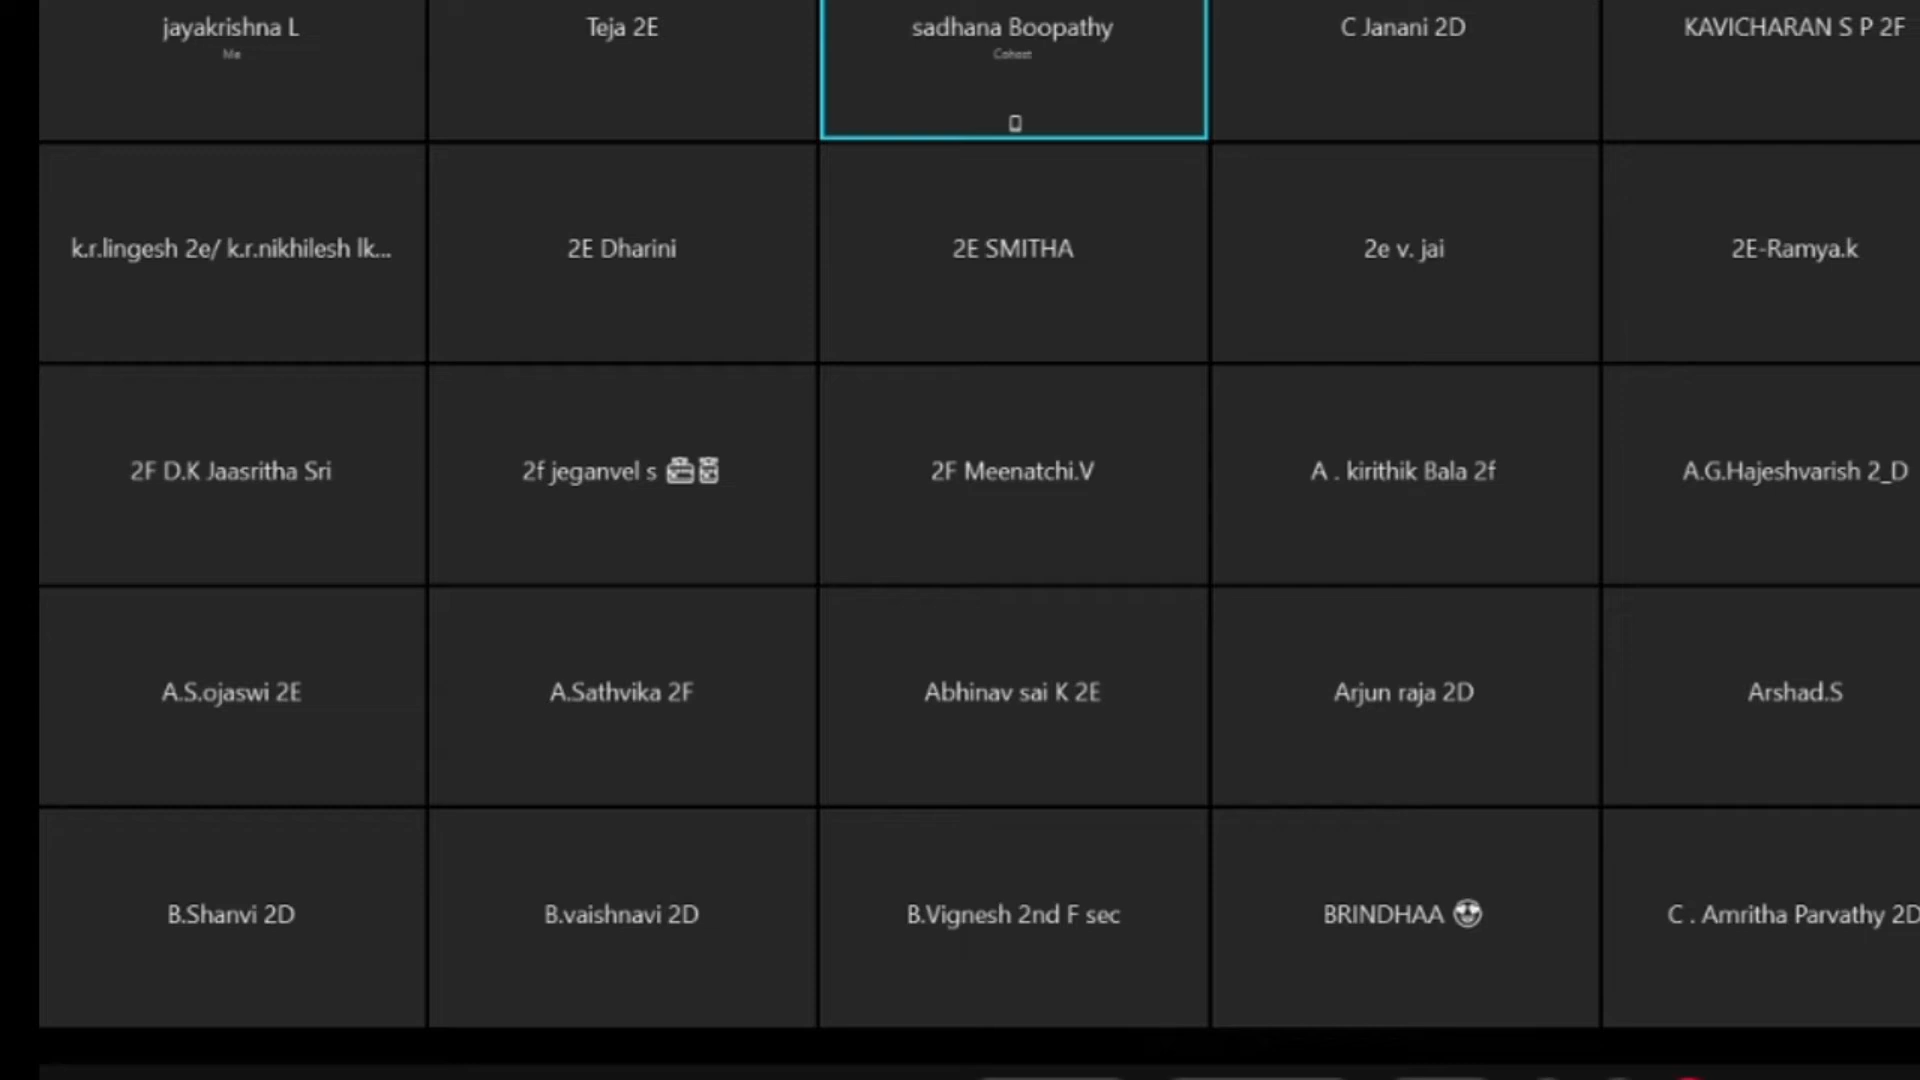 jayakrishna L
Me
Teja 2E
sadhana Boopathy
Cohost
C Janani 2D
KAVICHARAN S P 2F
k.r.lingesh 2e/ k.r.nikhilesh lk...
2E Dharini
2E SMITHA
2e v. jai
2E-Ramya.k
2F D.K Jaasritha Sri
2f jeganvel s
2F Meenatchi.V
A . kirithik Bala 2f
A.G.Hajeshvarish 2_D
A.S.ojaswi 2E
A.Sathvika 2F
Abhinav sai K 2E
Arjun raja 2D
Arshad.S
B.Shanvi 2D
B.vaishnavi 2D
B.Vignesh 2nd F sec
BRINDHAA 😍
C . Amritha Parvathy 2D